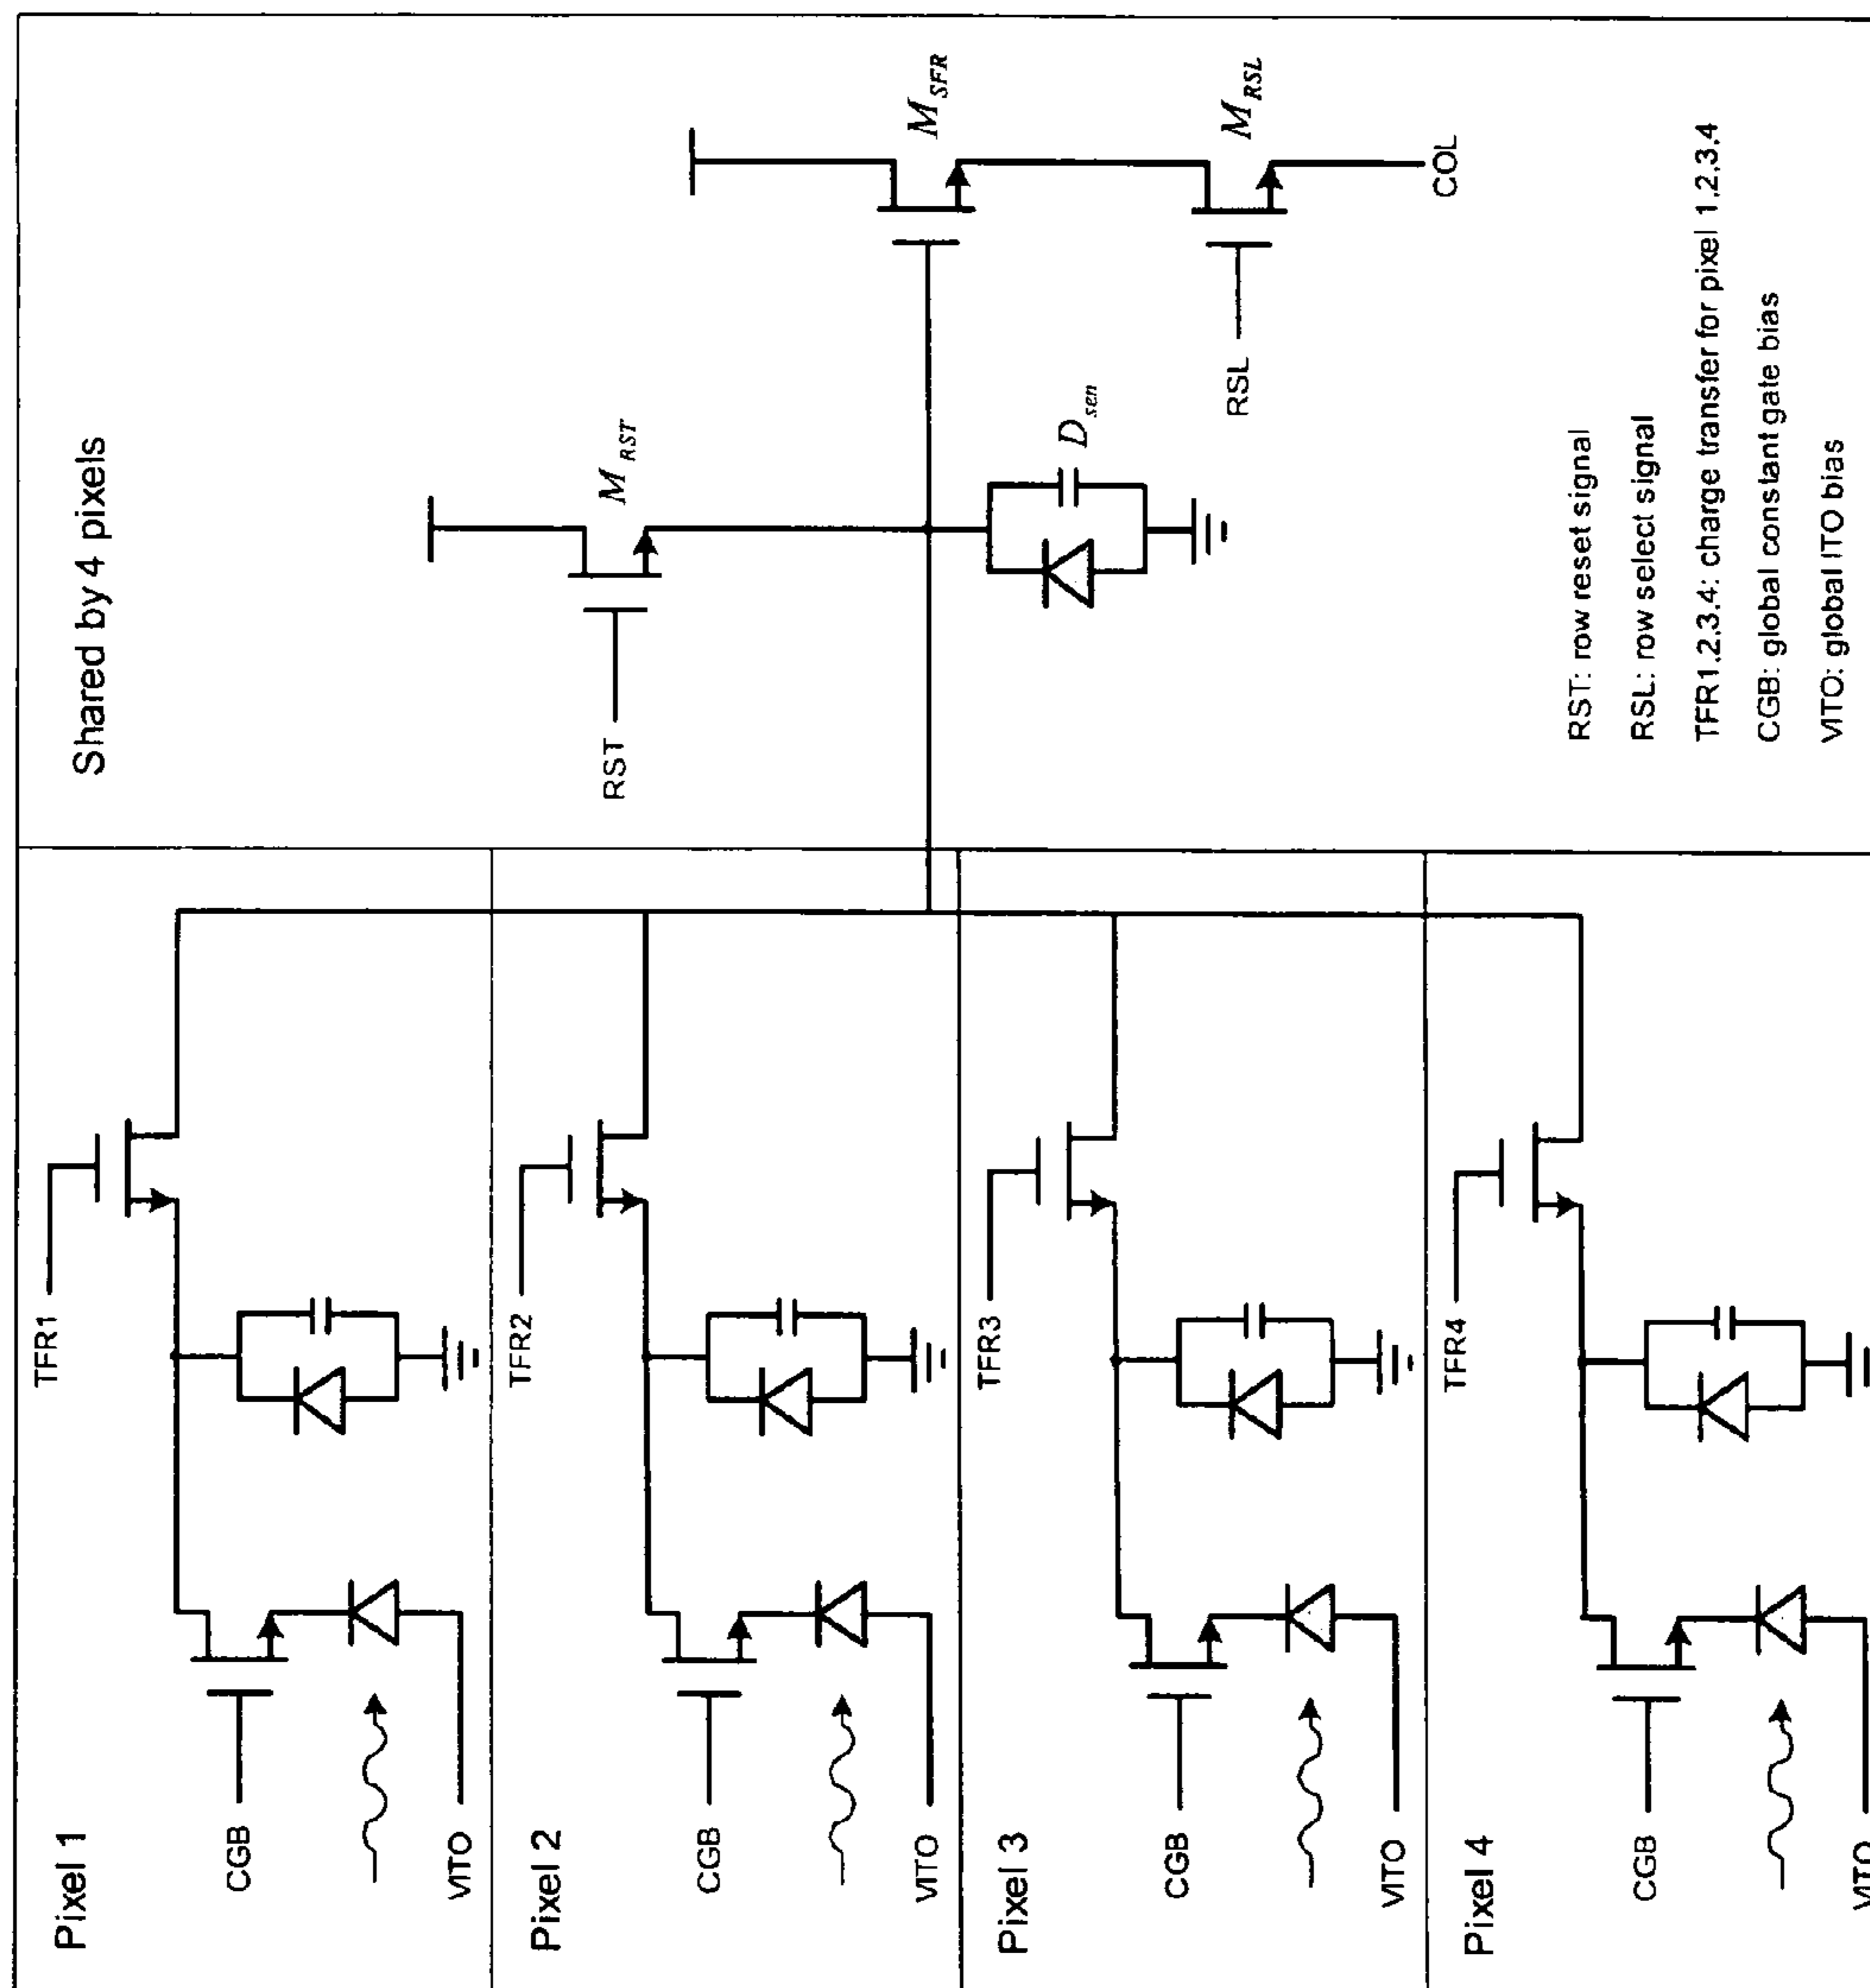 Shared by 4 pixels
Pixel 1
TFR1
CGB
VITO
Pixel 2
TFR2
CGB
VITO
Pixel 3
TFR3
CGB
VITO
Pixel 4
TFR4
CGB
VITO
RST
M_RST
D_sen
M_SFR
RSL
M_RSL
COL
RST: row reset signal
RSL: row select signal
TFR1.2.3.4: charge transfer for pixel 1.2.3.4
CGB: global constant gate bias
VITO: global ITO bias